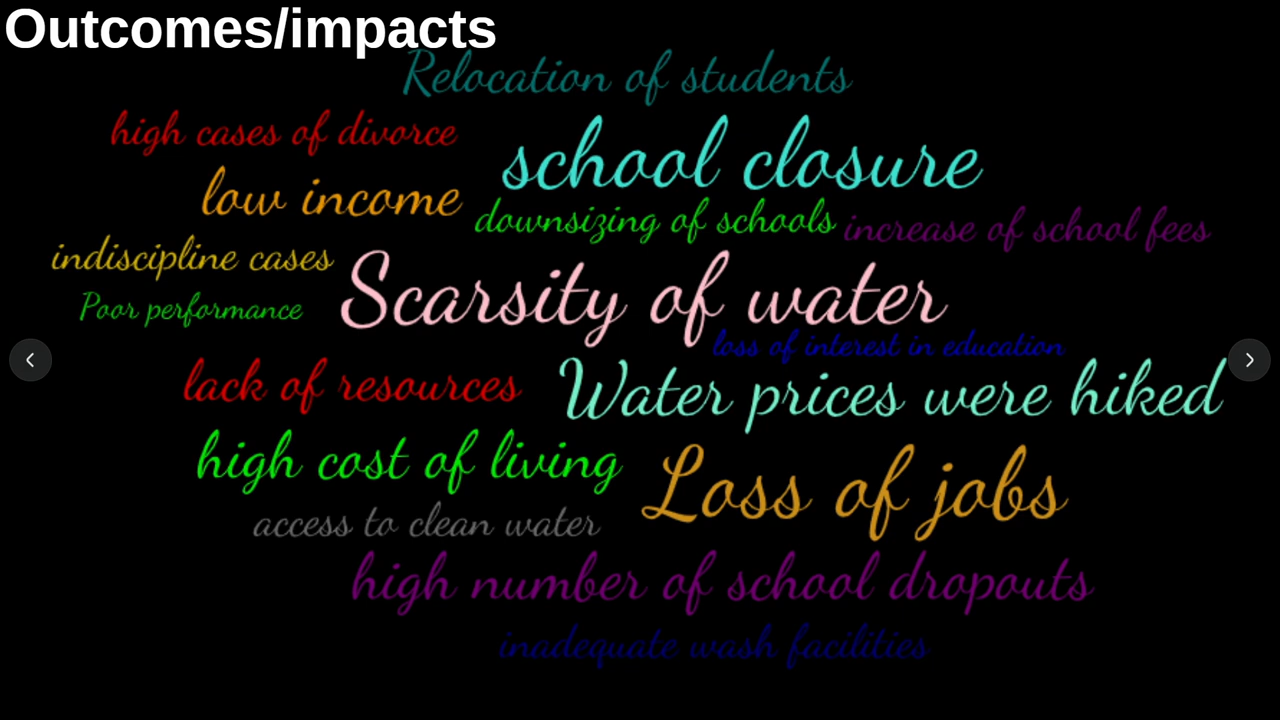 Outcomes/impacts
Relocation of students
high cases of divorce
school closure
low income
downsizing of schools
increase of school fees
indiscipline cases
Scarsity of water
Poor performance
loss of interest in education
lack of resources
Water prices were hiked
high cost of living
Loss of jobs
access to clean water
high number of school dropouts
inadequate wash facilities